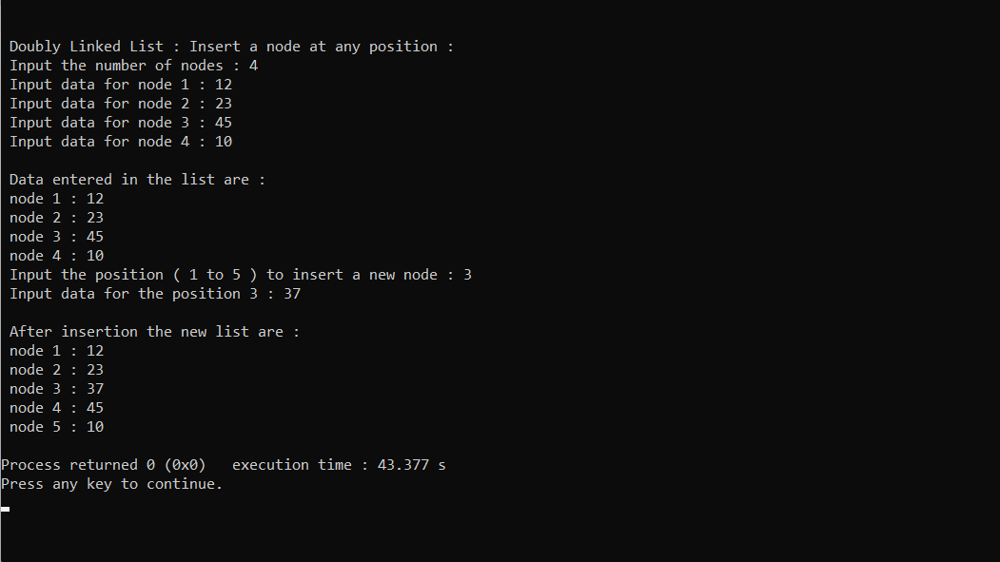 Doubly Linked List : Insert a node at any position :
Input the number of nodes : 4
Input data for node 1 : 12
Input data for node 2 : 23
Input data for node 3 : 45
Input data for node 4 : 10
Data entered in the list are :
node 1 : 12
node 2 : 23
node 3 : 45
node 4 : 10
Input the position ( 1 to 5 ) to insert a new node : 3
Input data for the position 3 : 37
After insertion the new list are :
node 1 : 12
node 2 : 23
node 3 : 37
node 4 : 45
node 5 : 10
Process returned 0 (0x0)   execution time : 43.377 s
Press any key to continue.